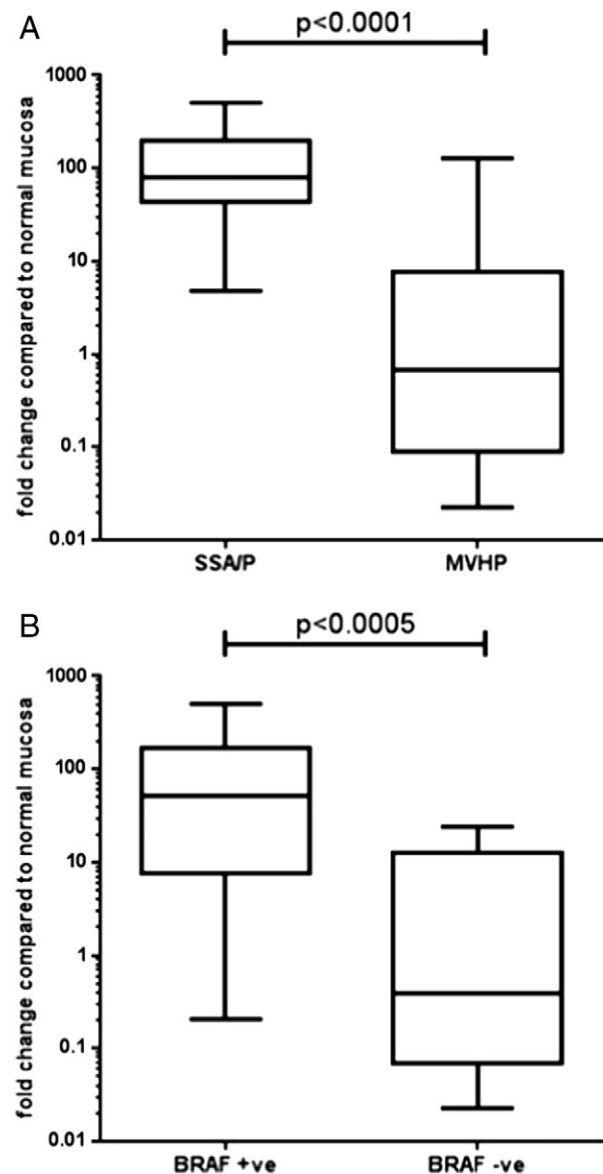 A
p<0.0001
fold change compared to normal mucosa
1000
100
10
1
0.1
0.01
SSA/P
MVHP
B
p<0.0005
fold change compared to normal mucosa
1000
100
10
1
0.1
0.01
BRAF +ve
BRAF -ve